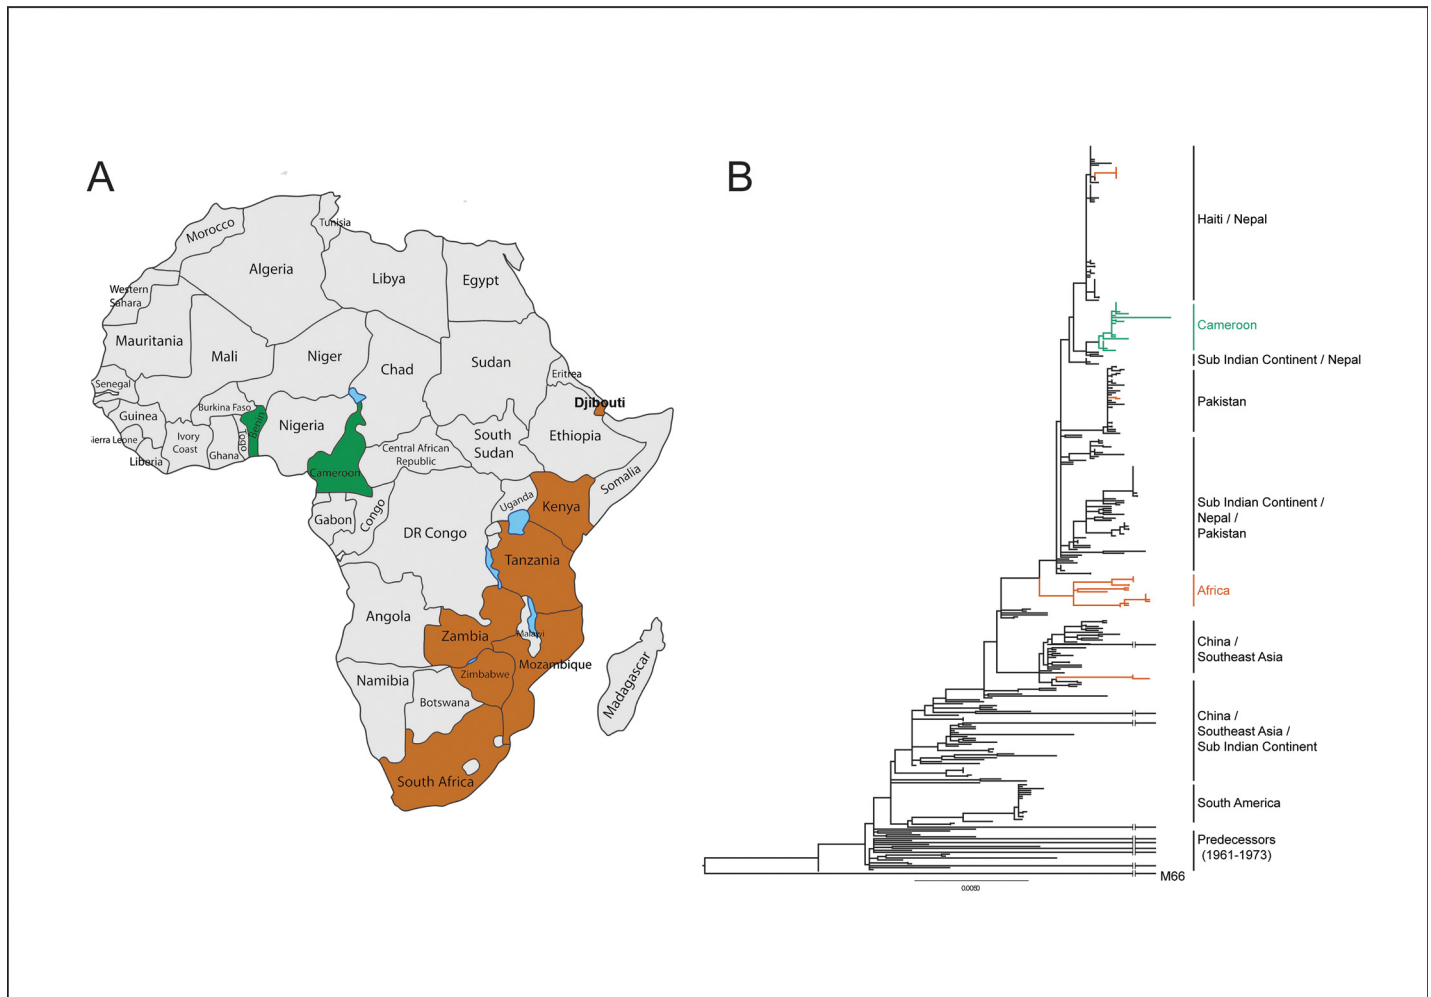 A
Morocco
Tunisia
Algeria
Libya
Egypt
Western
Sahara
Mauritania
Mali
Niger
Chad
Sudan
Eritrea
Senegal
Djibouti
Burkina Faso
Guinea
Benin
Nigeria
Ethiopia
ierra Leone
Ivory
Coast
Togo
Ghana
Liberia
South
Sudan
Central African
Republic
Cameroon
Somalia
Uganda
Kenya
Gabon
Congo
DR Congo
Tanzania
Angola
Zambia
Malawi
Mozambique
Zimbabwe
Namibia
Botswana
Madagascar
South Africa
B
Haiti / Nepal
Cameroon
Sub Indian Continent / Nepal
Pakistan
Sub Indian Continent /
Nepal /
Pakistan
Africa
China /
Southeast Asia
China /
Southeast Asia /
Sub Indian Continent
South America
Predecessors
(1961-1973)
M66
0.0060